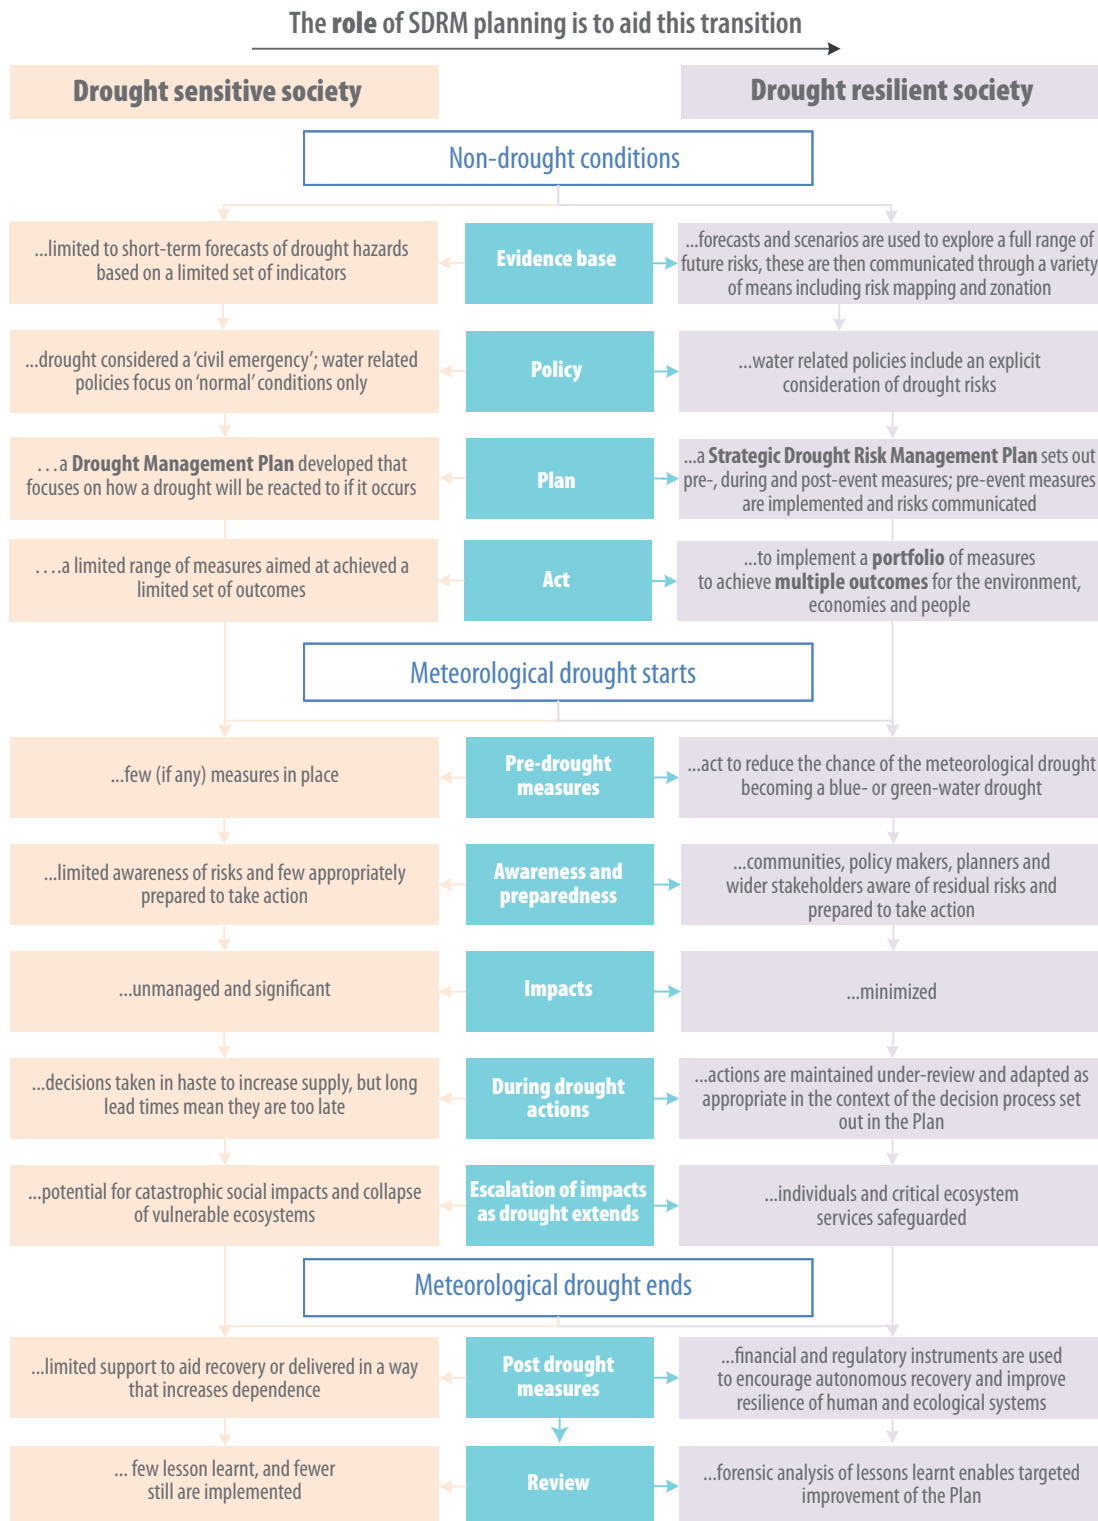 The role of SDRM planning is to aid this transition
Drought sensitive society
Drought resilient society
Non-drought conditions
...limited to short-term forecasts of drought hazards
based on a limited set of indicators
Evidence base
...forecasts and scenarios are used to explore a full range of
future risks, these are then communicated through a variety
of means including risk mapping and zonation
...drought considered a ‘civil emergency’; water related
policies focus on ‘normal’ conditions only
Policy
...water related policies include an explicit
consideration of drought risks
. . . a Drought Management Plan developed that
focuses on how a drought will be reacted to if it occurs
Plan
...a Strategic Drought Risk Management Plan sets out
pre-, during and post-event measures; pre-event measures
are implemented and risks communicated
. . . .a limited range of measures aimed at achieved a
limited set of outcomes
Act
...to implement a portfolio of measures
to achieve multiple outcomes for the environment,
economies and people
Meteorological drought starts
...few (if any) measures in place
Pre-drought
measures
...act to reduce the chance of the meteorological drought
becoming a blue- or green-water drought
...limited awareness of risks and few appropriately
prepared to take action
Awareness and
preparedness
...communities, policy makers, planners and
wider stakeholders aware of residual risks and
prepared to take action
...unmanaged and significant
Impacts
...minimized
...decisions taken in haste to increase supply, but long
lead times mean they are too late
During drought
actions
...actions are maintained under-review and adapted as
appropriate in the context of the decision process set
out in the Plan
...potential for catastrophic social impacts and collapse
of vulnerable ecosystems
Escalation of impacts
as drought extends
...individuals and critical ecosystem
services safeguarded
Meteorological drought ends
...limited support to aid recovery or delivered in a way
that increases dependence
Post drought
measures
...financial and regulatory instruments are used
to encourage autonomous recovery and improve
resilience of human and ecological systems
... few lesson learnt, and fewer
still are implemented
Review
...forensic analysis of lessons learnt enables targeted
improvement of the Plan